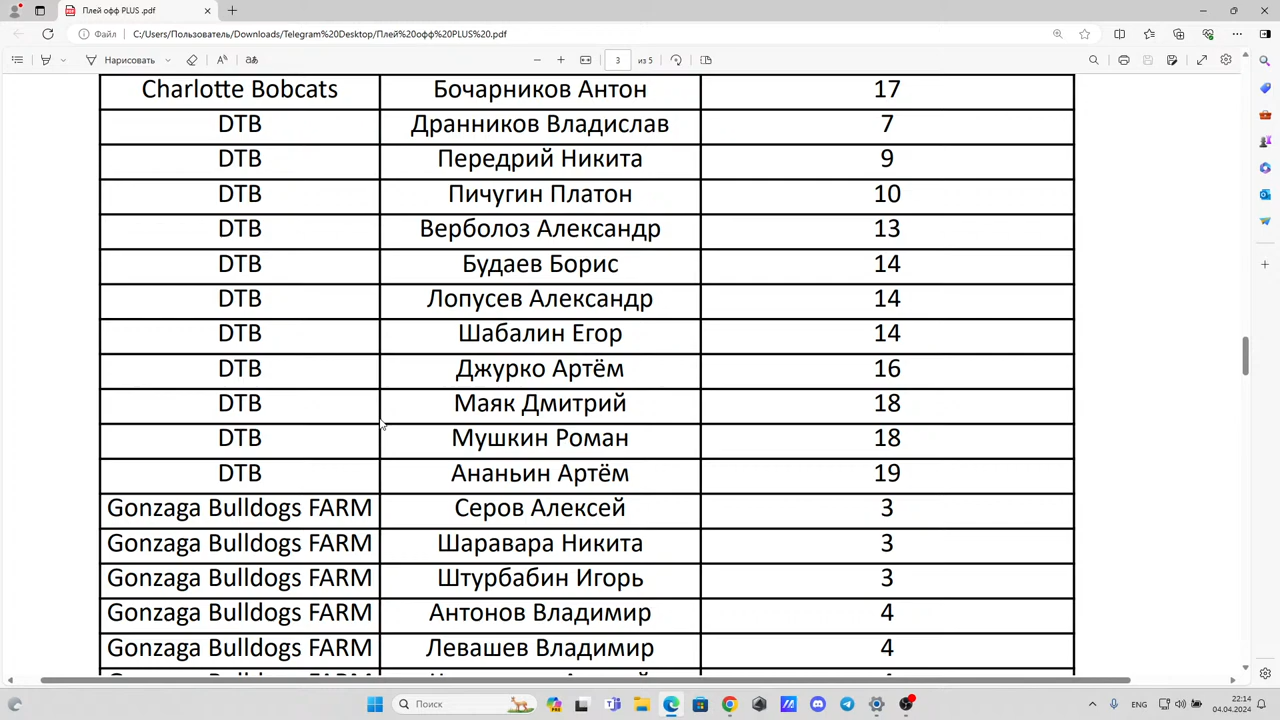 Плей офф PLUS .pdf
Файл
C:/Users/Пользователь/Downloads/Telegram%20Desktop/Плей%20офф%20PLUS%20.pdf
Нарисовать
3
из 5
Charlotte Bobcats Бочарников Антон 17
DTB Дранников Владислав 7
DTB Передрий Никита 9
DTB Пичугин Платон 10
DTB Верболоз Александр 13
DTB Будаев Борис 14
DTB Лопусев Александр 14
DTB Шабалин Егор 14
DTB Джурко Артём 16
DTB Маяк Дмитрий 18
DTB Мушкин Роман 18
DTB Ананьин Артём 19
Gonzaga Bulldogs FARM Серов Алексей 3
Gonzaga Bulldogs FARM Шаравара Никита 3
Gonzaga Bulldogs FARM Штурбабин Игорь 3
Gonzaga Bulldogs FARM Антонов Владимир 4
Gonzaga Bulldogs FARM Левашев Владимир 4
Поиск
ENG
22:14
04.04.2024